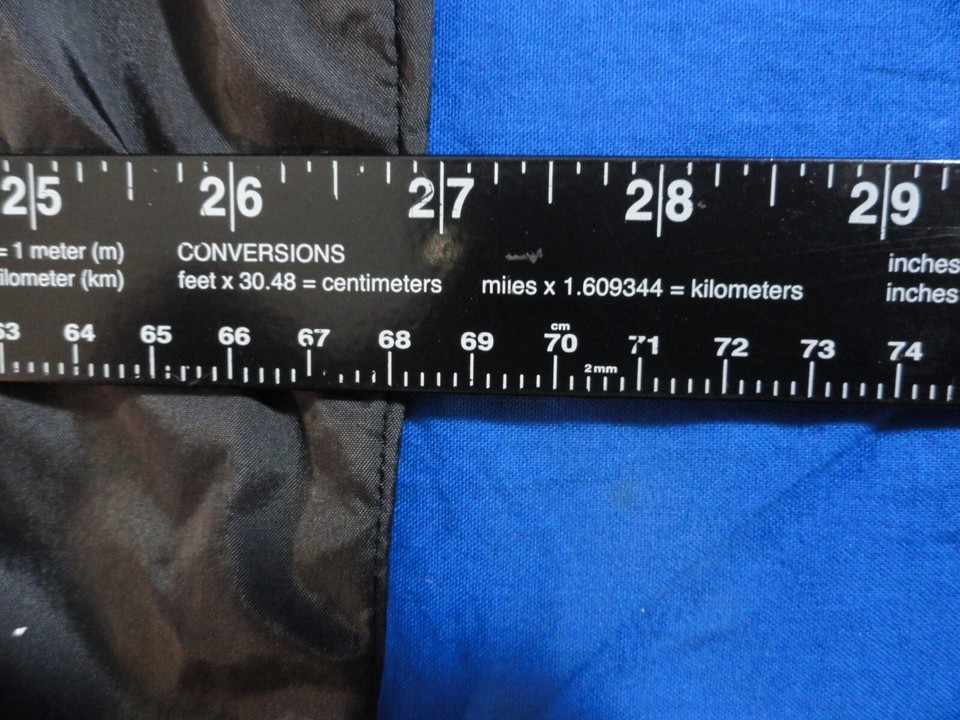 25 26 27 28 29
= 1 meter (m) CONVERSIONS inches
ilometer (km) feet x 30.48 = centimeters miles x 1.609344 = kilometers inches
cm
63 64 65 66 67 68 69 70 71 72 73 74
2mm